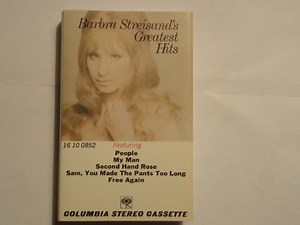 Barbra Streisand's
Greatest
Hits
16 10 0852
Featuring
People
My Man
Second Hand Rose
Sam, You Made The Pants Too Long
Free Again
COLUMBIA STEREO CASSETTE